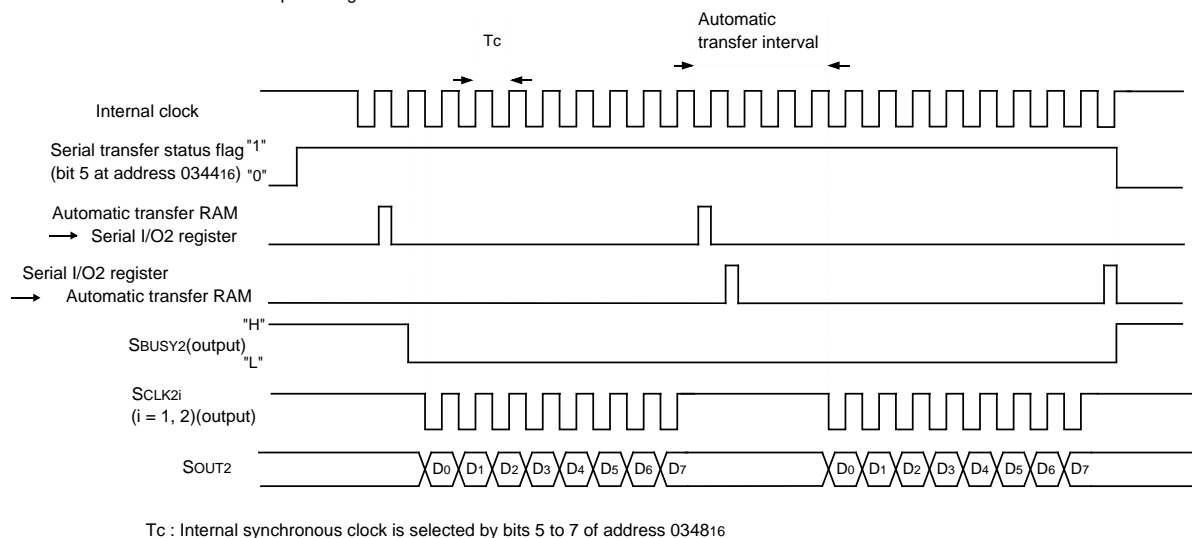 Automatic
transfer interval
Tc
Internal clock
Serial transfer status flag "1"
(bit 5 at address 034416) "0"
Automatic transfer RAM
→ Serial I/O2 register
Serial I/O2 register
→ Automatic transfer RAM
"H"
SBUSY2(output)
"L"
SCLK2i
(i = 1, 2)(output)
SOUT2
D0 D1 D2 D3 D4 D5 D6 D7 D0 D1 D2 D3 D4 D5 D6 D7
Tc : Internal synchronous clock is selected by bits 5 to 7 of address 034816